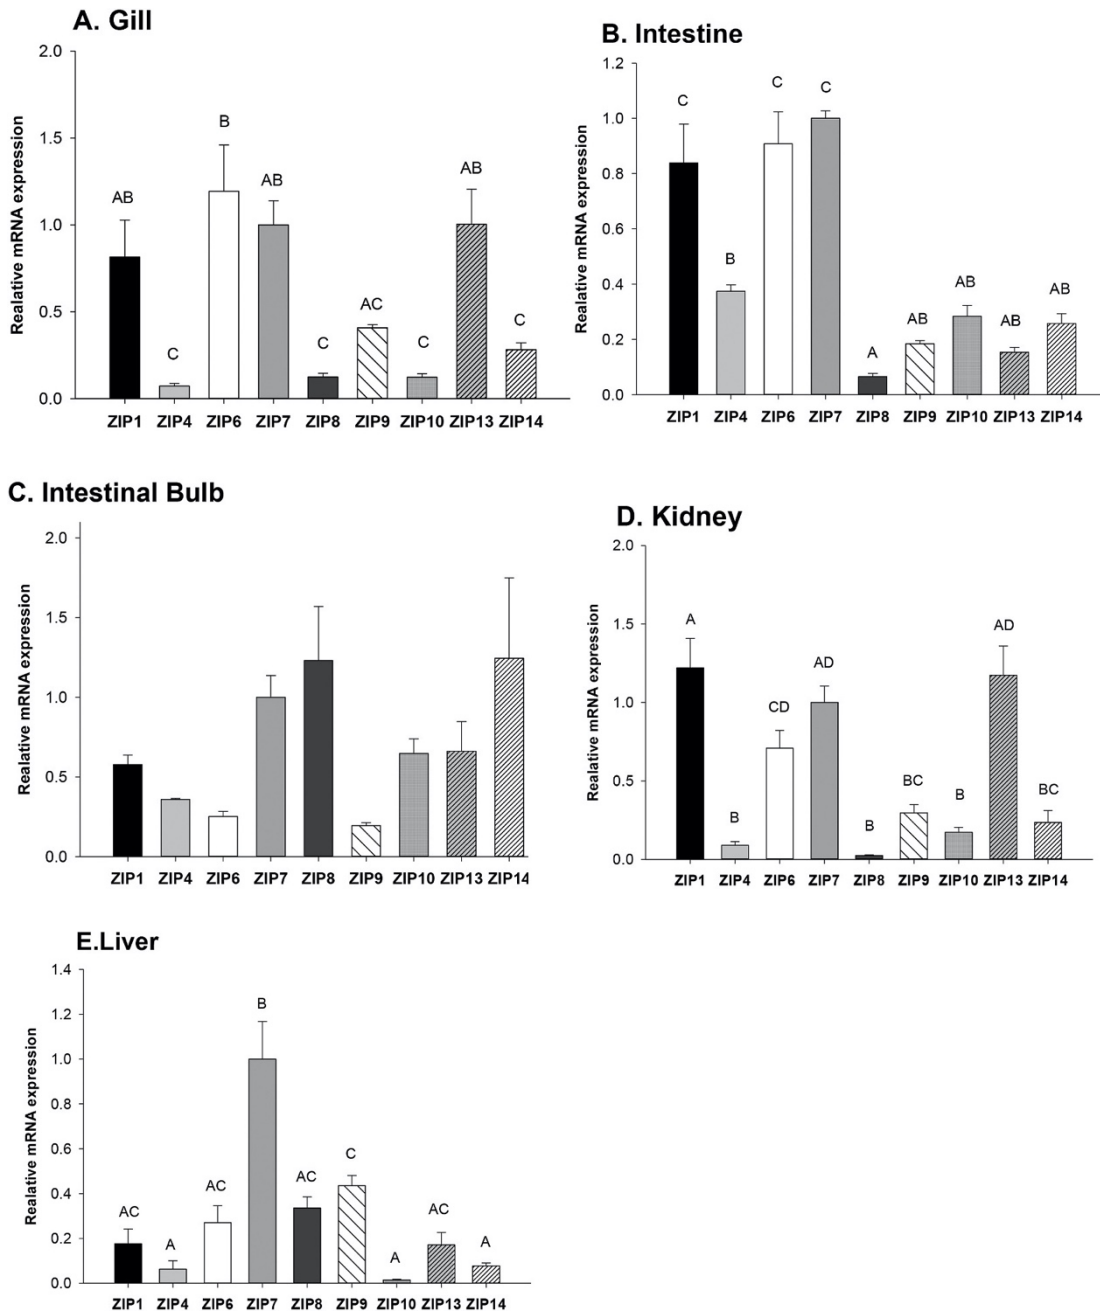 A. Gill
Realative mRNA expression
2.0
1.5
1.0
0.5
0.0
AB
C
B
AB
C
AC
C
AB
C
ZIP1 ZIP4 ZIP6 ZIP7 ZIP8 ZIP9 ZIP10 ZIP13 ZIP14
B. Intestine
Realative mRNA expression
1.2
1.0
0.8
0.6
0.4
0.2
0.0
C
B
C
C
A
AB
AB
AB
AB
ZIP1 ZIP4 ZIP6 ZIP7 ZIP8 ZIP9 ZIP10 ZIP13 ZIP14
C. Intestinal Bulb
Realative mRNA expression
2.0
1.5
1.0
0.5
0.0
ZIP1 ZIP4 ZIP6 ZIP7 ZIP8 ZIP9 ZIP10 ZIP13 ZIP14
D. Kidney
Realative mRNA expression
2.0
1.5
1.0
0.5
0.0
A
B
CD
AD
B
BC
B
AD
BC
ZIP1 ZIP4 ZIP6 ZIP7 ZIP8 ZIP9 ZIP10 ZIP13 ZIP14
E.Liver
Realative mRNA expression
1.4
1.2
1.0
0.8
0.6
0.4
0.2
0.0
AC
A
AC
B
AC
C
A
AC
A
ZIP1 ZIP4 ZIP6 ZIP7 ZIP8 ZIP9 ZIP10 ZIP13 ZIP14